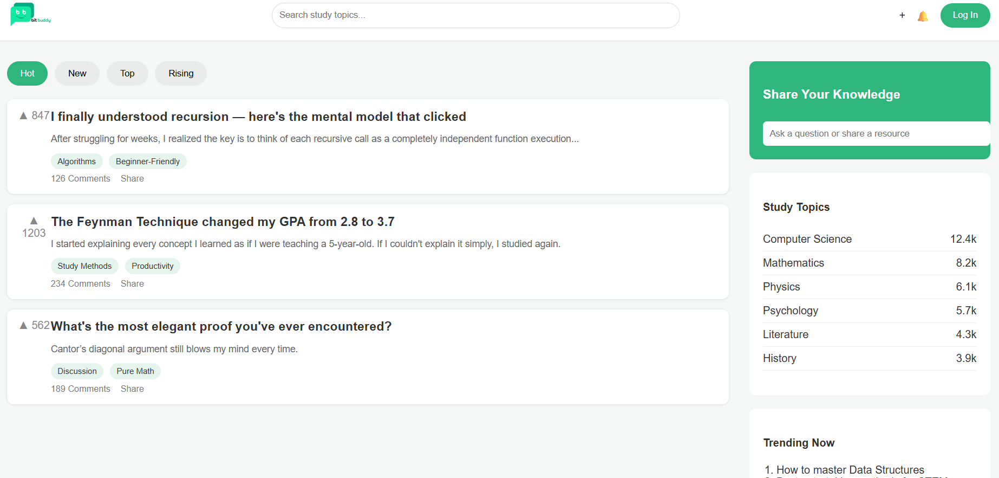 bit buddy
Search study topics...
+
Log In
Hot
New
Top
Rising
▲ 847
I finally understood recursion — here's the mental model that clicked
After struggling for weeks, I realized the key is to think of each recursive call as a completely independent function execution...
Algorithms
Beginner-Friendly
126 Comments
Share
▲
1203
The Feynman Technique changed my GPA from 2.8 to 3.7
I started explaining every concept I learned as if I were teaching a 5-year-old. If I couldn't explain it simply, I studied again.
Study Methods
Productivity
234 Comments
Share
▲ 562
What's the most elegant proof you've ever encountered?
Cantor’s diagonal argument still blows my mind every time.
Discussion
Pure Math
189 Comments
Share
Share Your Knowledge
Ask a question or share a resource
Study Topics
Computer Science 12.4k
Mathematics 8.2k
Physics 6.1k
Psychology 5.7k
Literature 4.3k
History 3.9k
Trending Now
1. How to master Data Structures